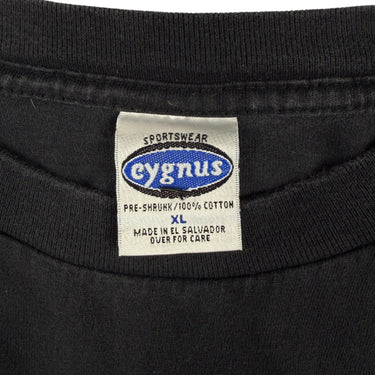 SPORTSWEAR
cygnus
PRE-SHRUNK/100% COTTON
XL
MADE IN EL SALVADOR
OVER FOR CARE